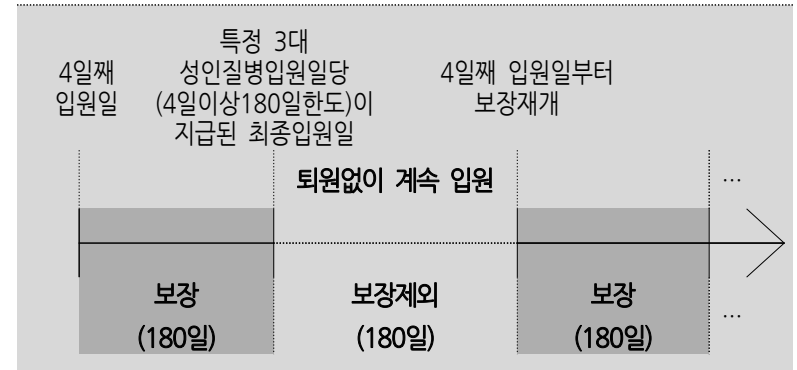 4일째
입원일
특정 3대
성인질병입원일당
(4일이상180일한도)이
지급된 최종입원일
4일째 입원일부터
보장재개
퇴원없이 계속 입원
...
보장
(180일)
보장제외
(180일)
보장
(180일)
...